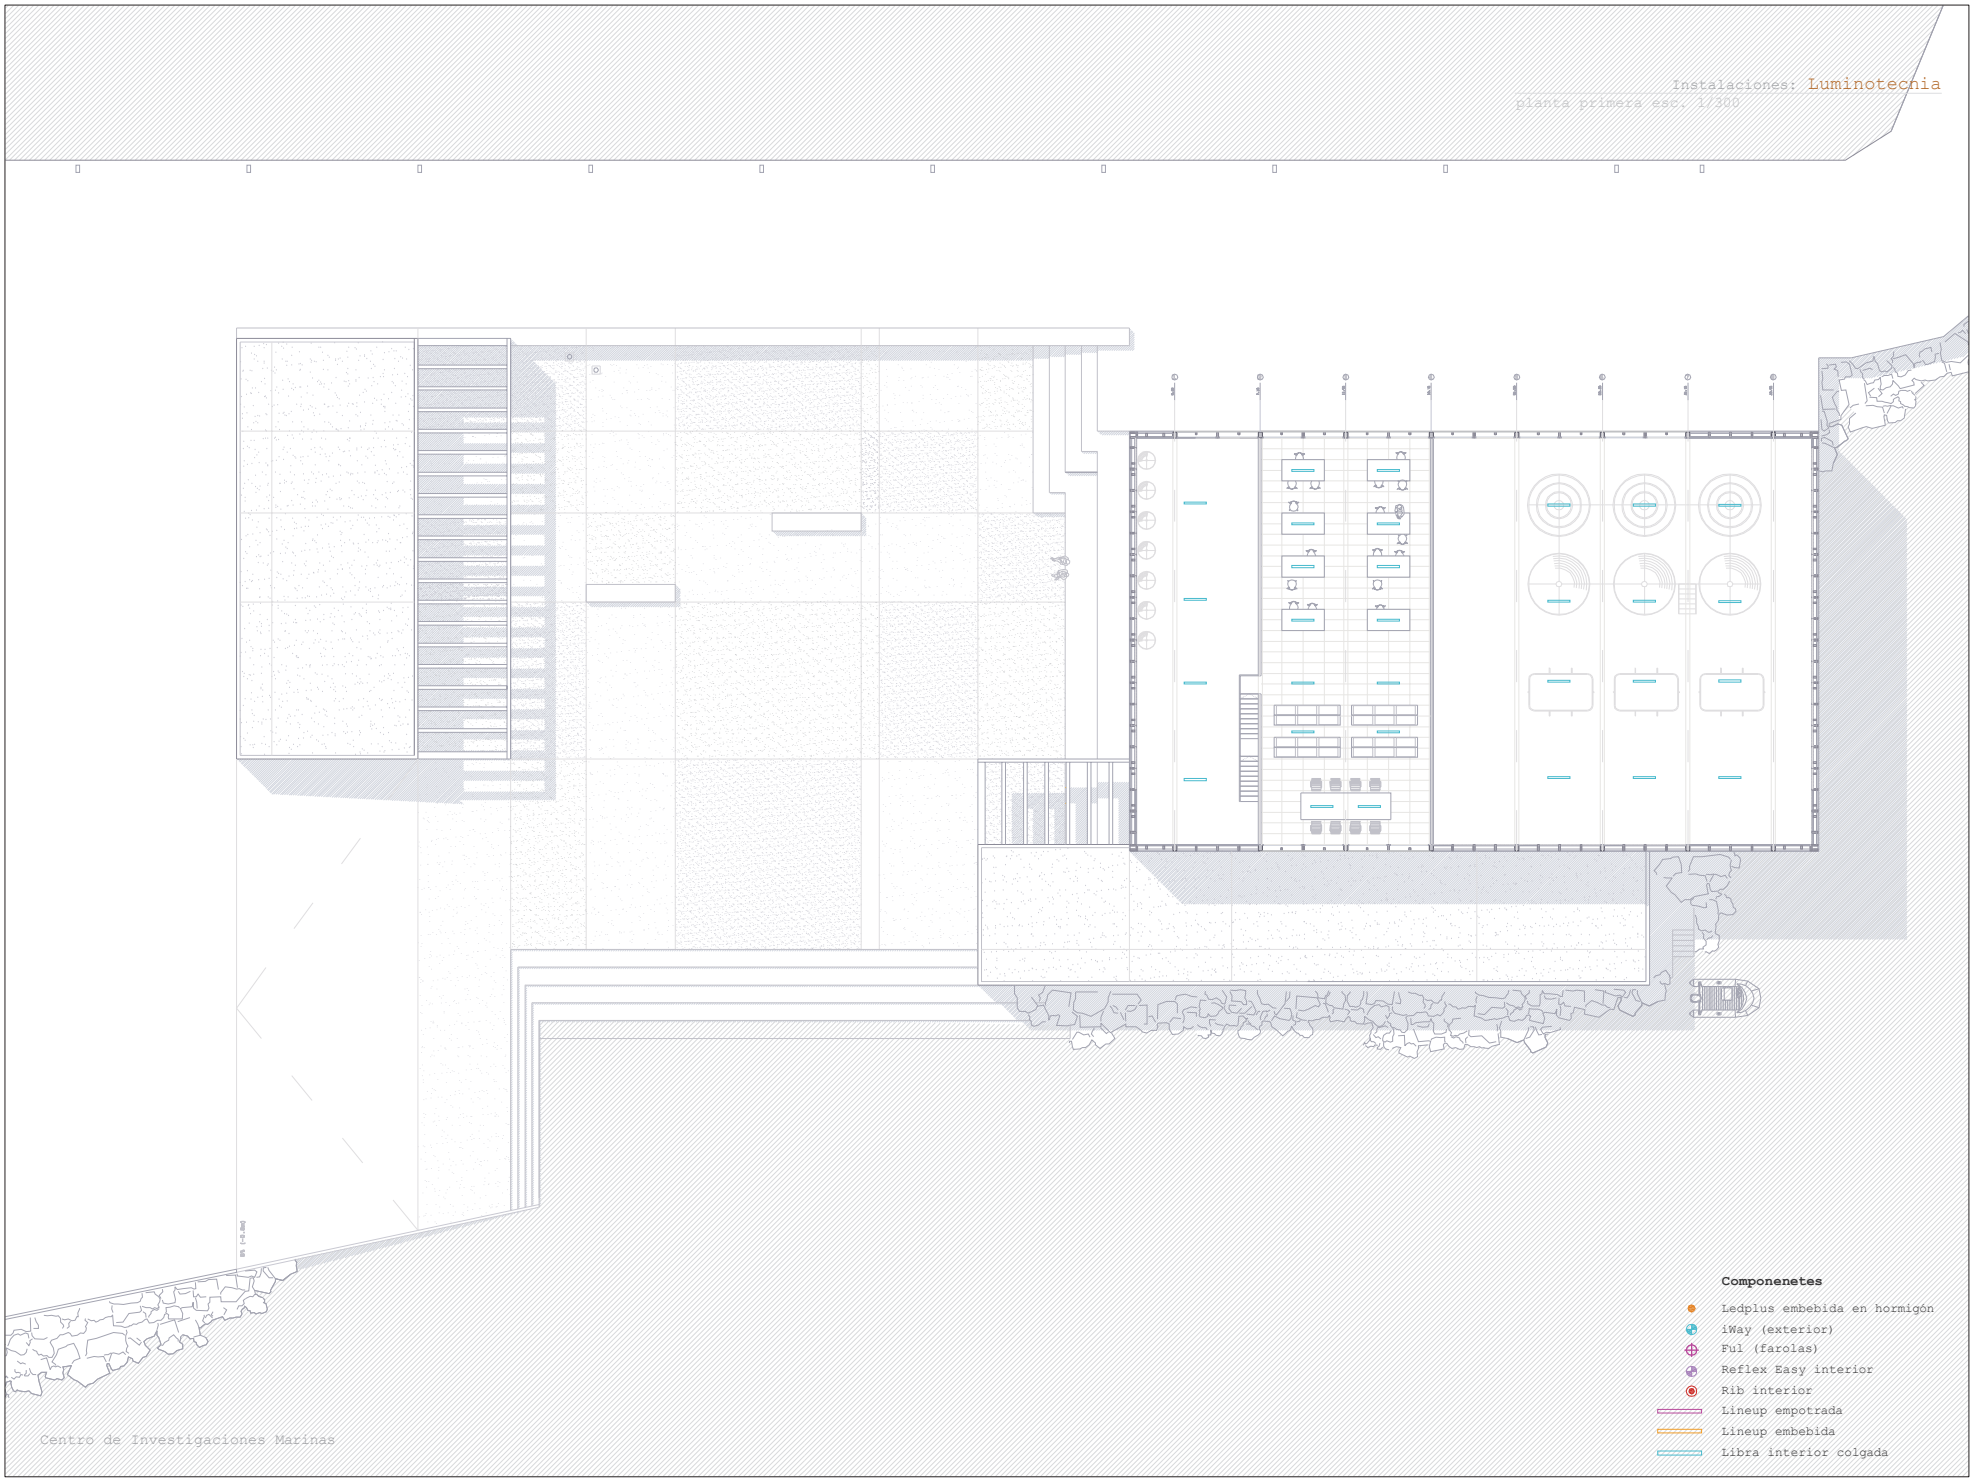 Instalaciones: Luminotecnia
planta primera esc. 1/300
Componenetes
Ledplus embebida en hormigón
iWay (exterior)
Ful (farolas)
Reflex Easy interior
Rib interior
Lineup empotrada
Lineup embebida
Libra interior colgada
Centro de Investigaciones Marinas